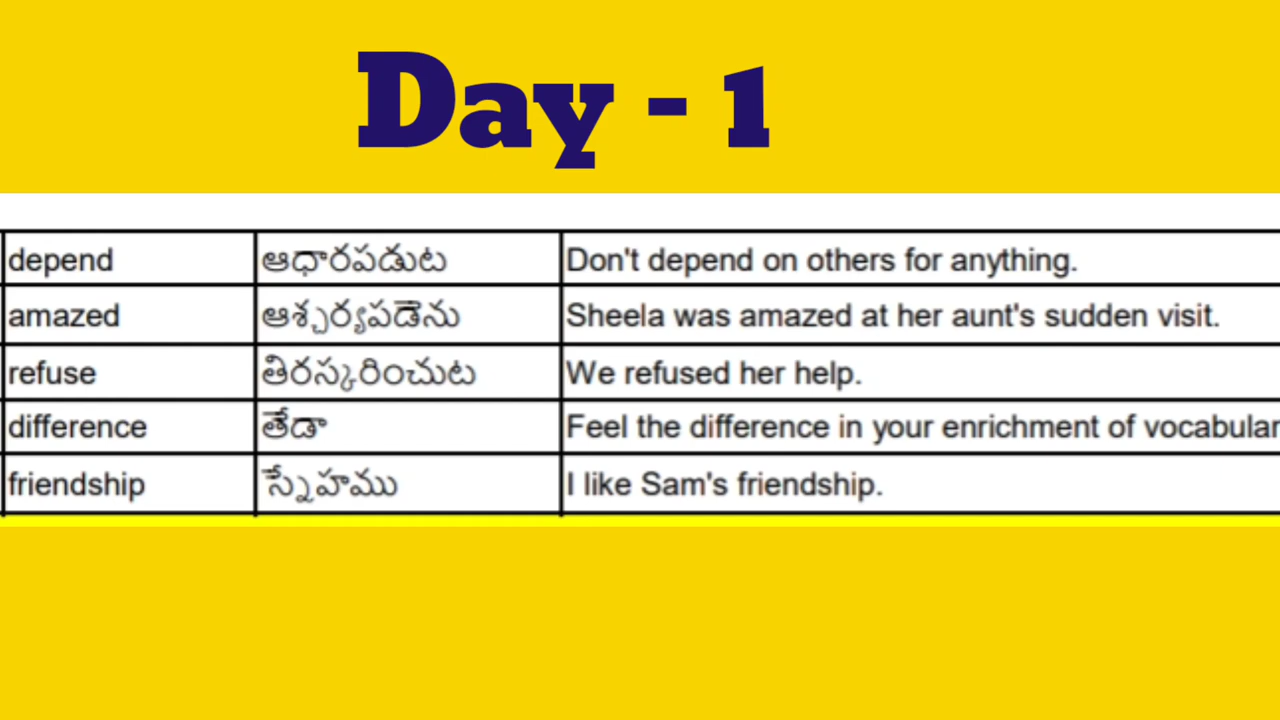 Day - 1
depend ఆధారపడుట Don't depend on others for anything.
amazed ఆశ్చర్యపడెను Sheela was amazed at her aunt's sudden visit.
refuse తిరస్కరించుట We refused her help.
difference తేడా Feel the difference in your enrichment of vocabular
friendship స్నేహము I like Sam's friendship.